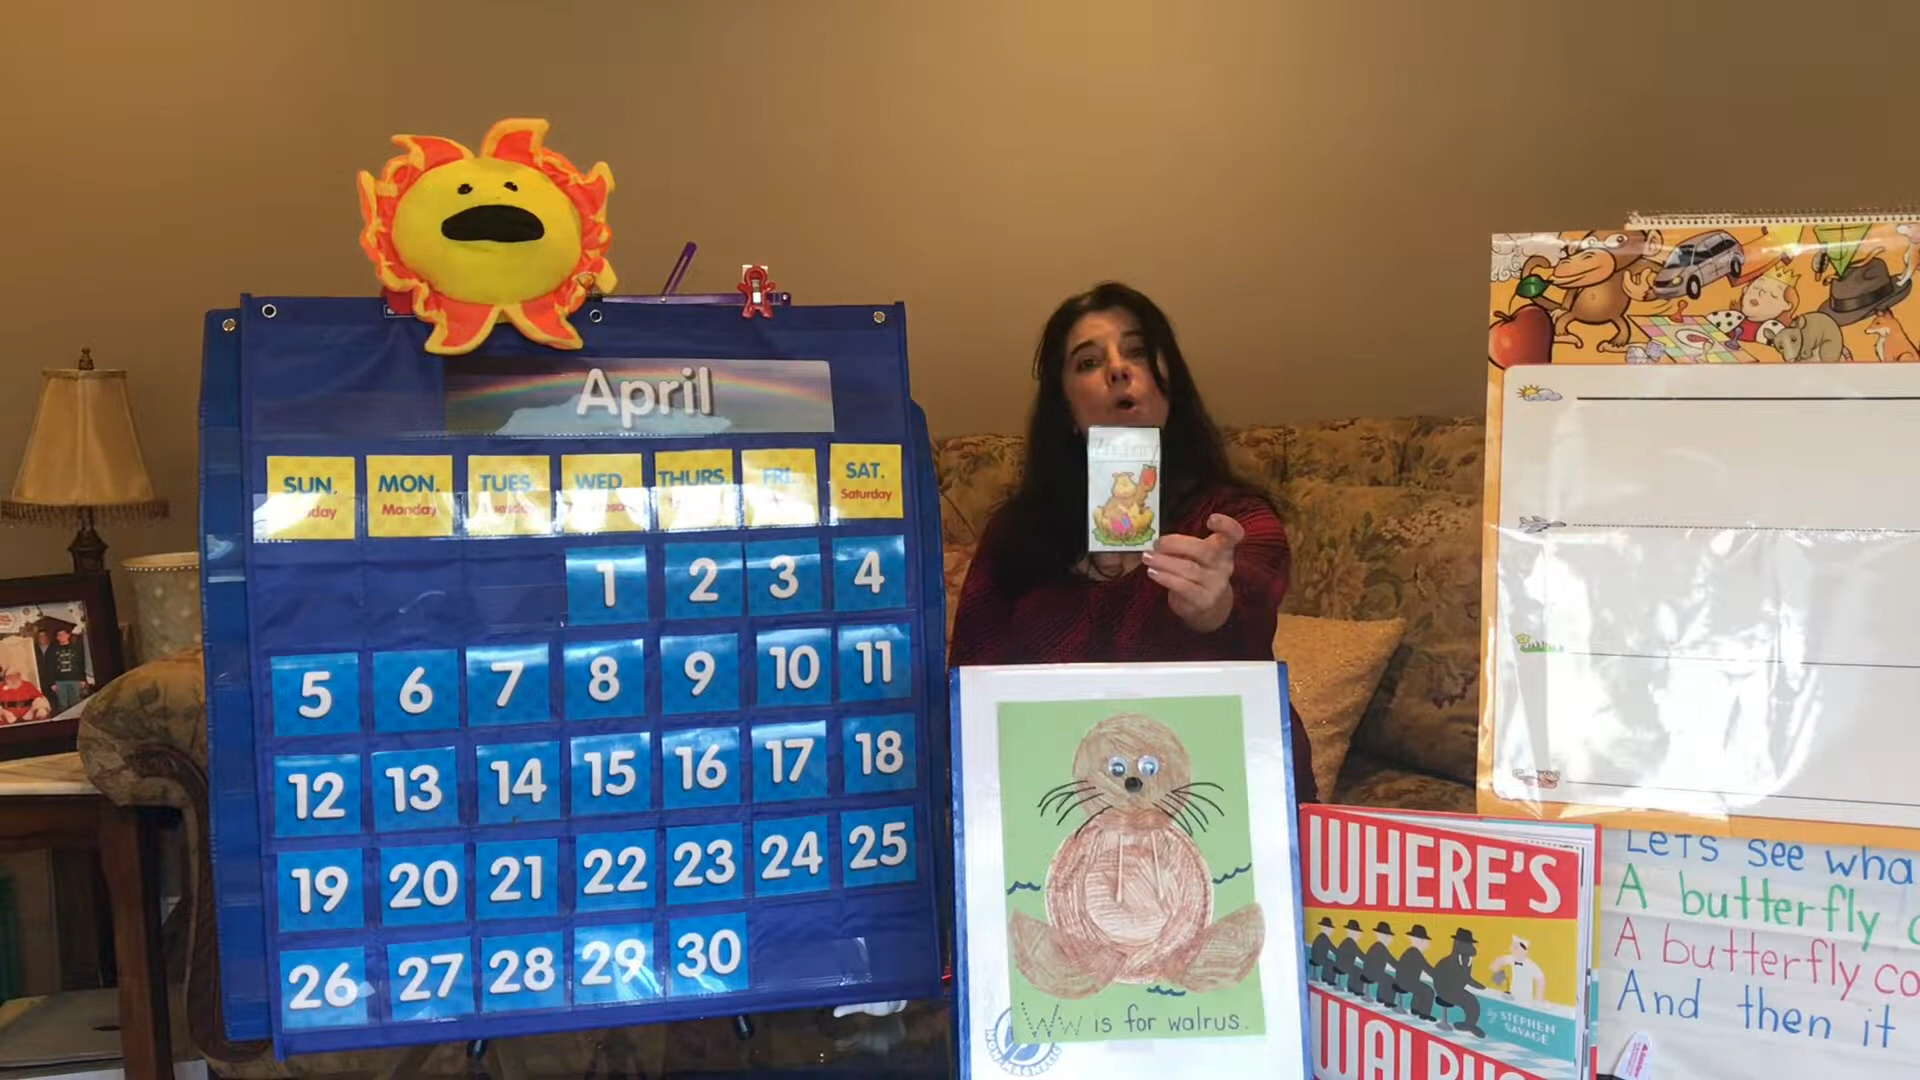 April
SUN. MON. TUES. WED. THURS. FRI. SAT.
Monday Saturday
1 2 3 4
5 6 7 8 9 10 11
12 13 14 15 16 17 18
19 20 21 22 23 24 25
26 27 28 29 30
Ww is for walrus.
WHERE'S
by STEPHEN
SAVAGE
WALRUS
Lets see wha
A butterfly
A butterfly co
And then it